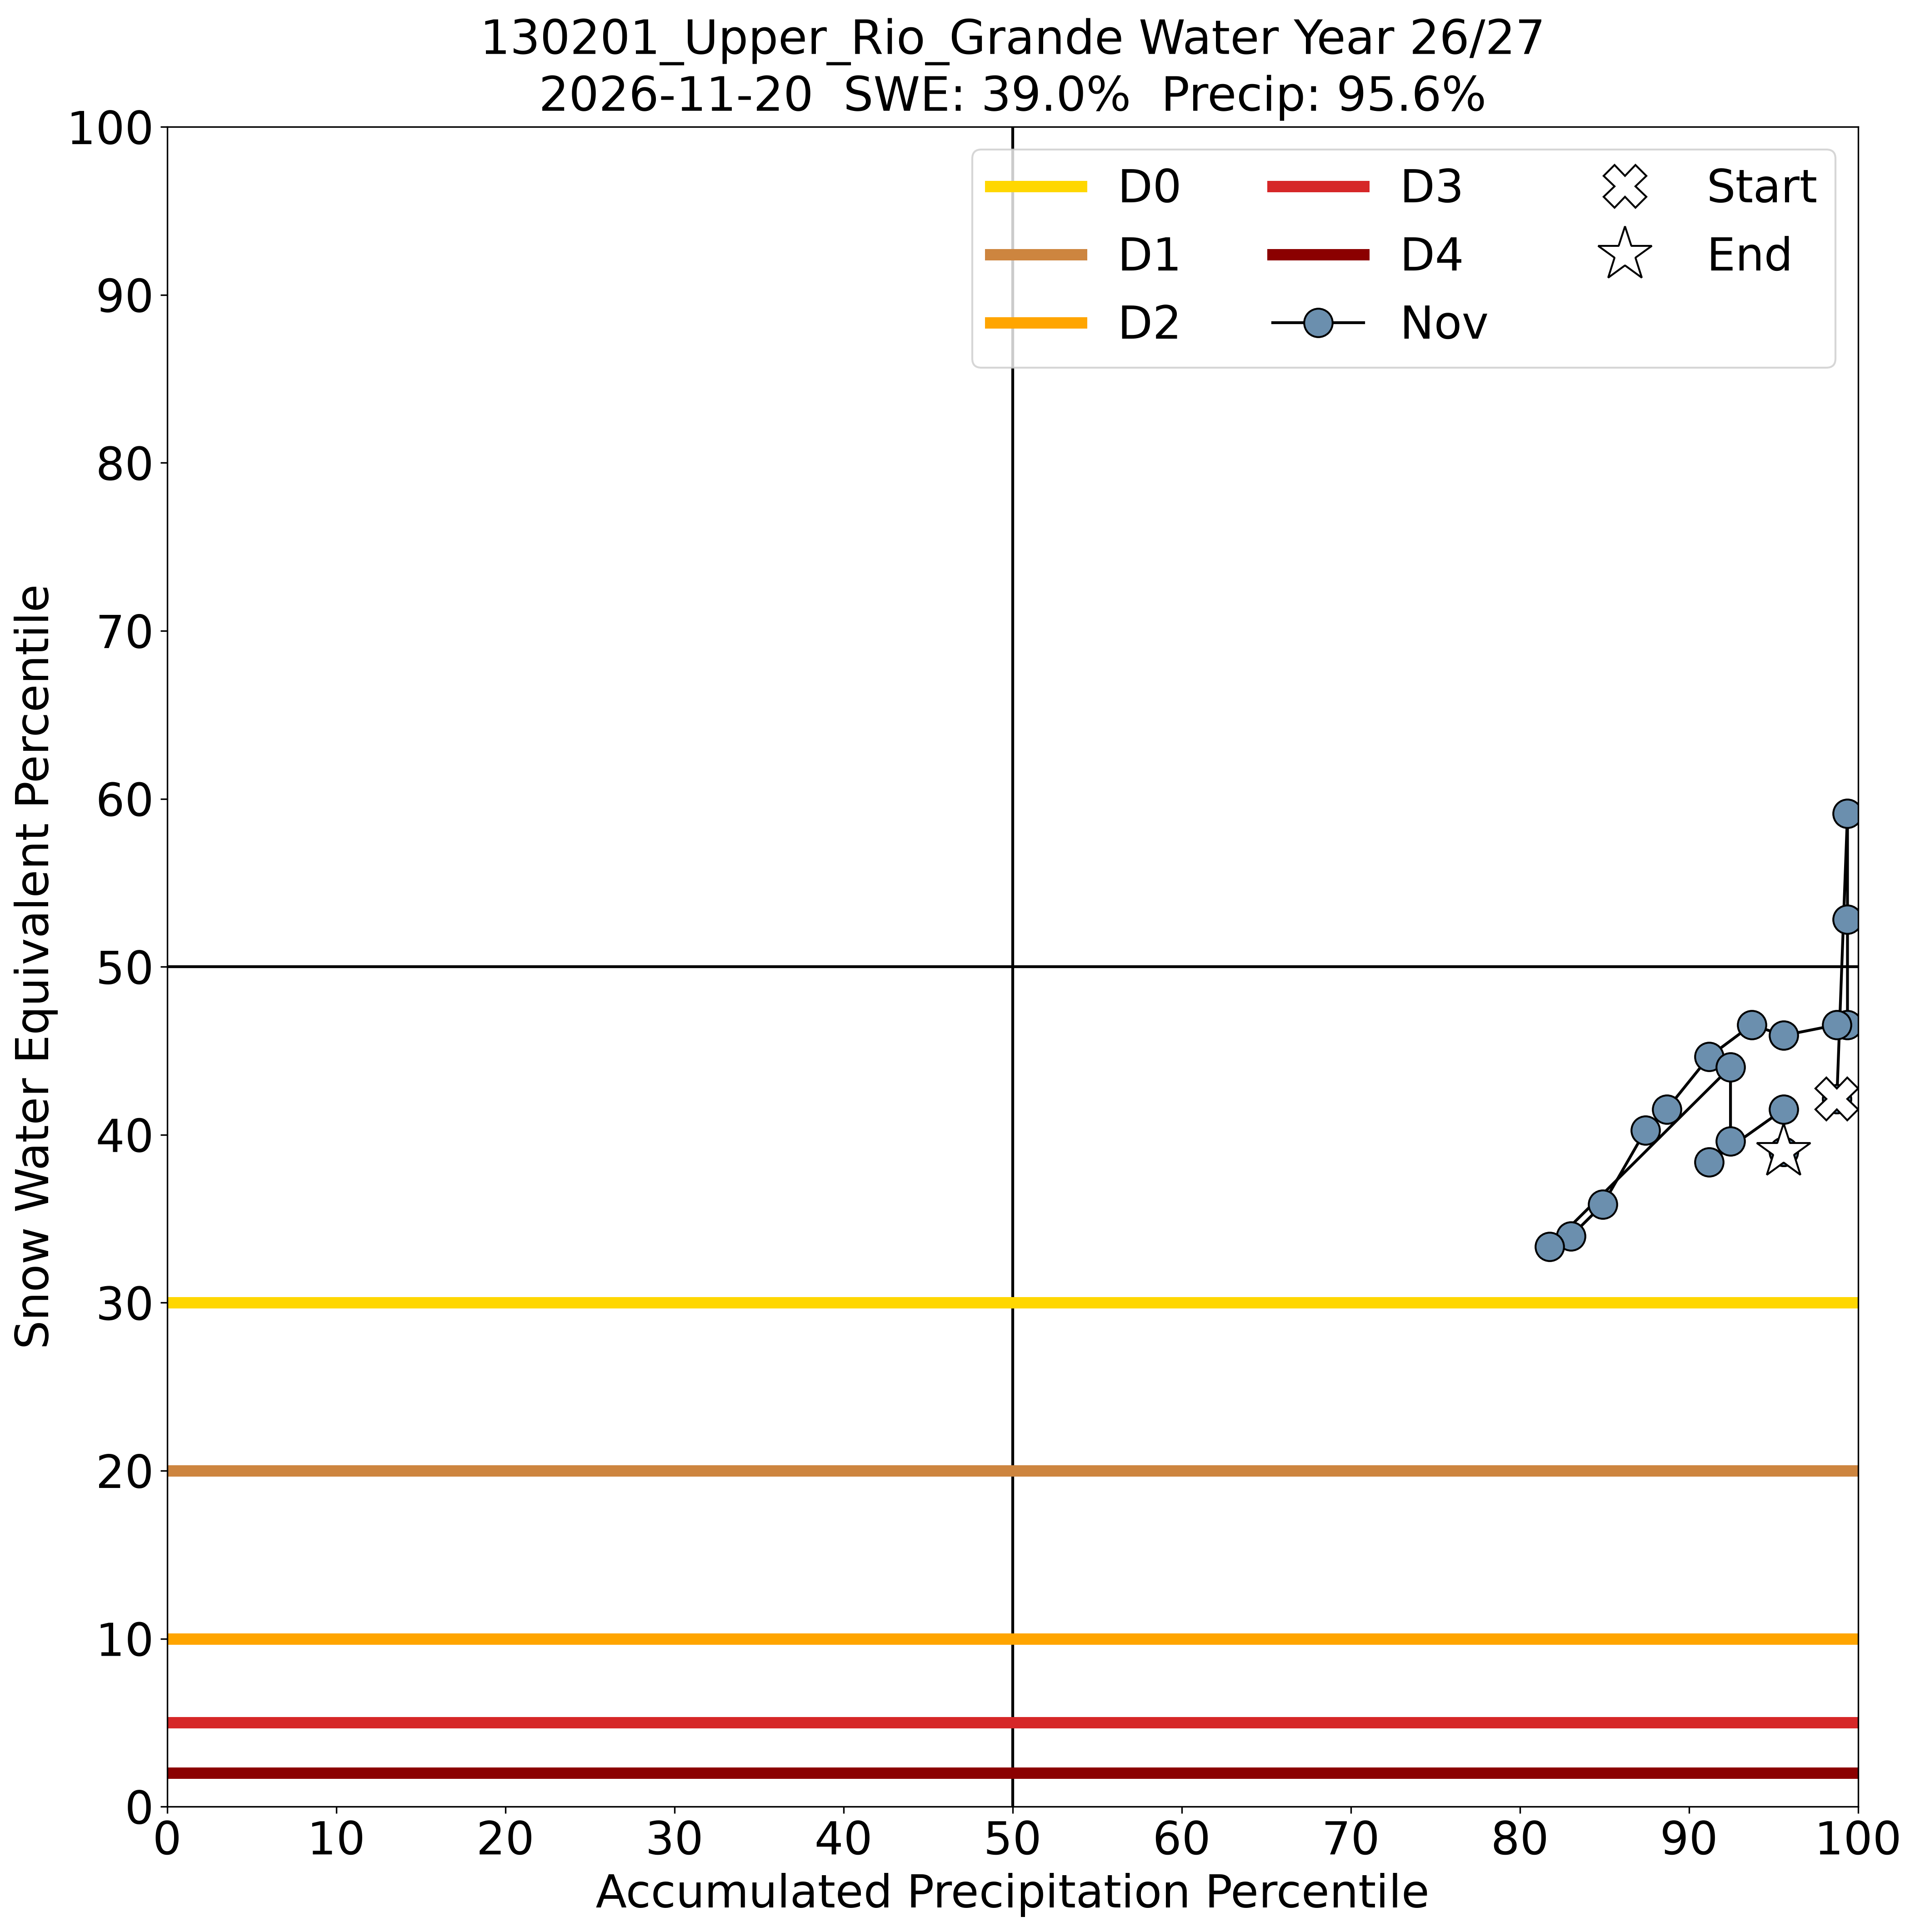 130201_Upper_Rio_Grande Water Year 26/27
2026-11-20  SWE: 39.0%  Precip: 95.6%
D0
D1
D2
D3
D4
Nov
Start
End
Snow Water Equivalent Percentile
100
90
80
70
60
50
40
30
20
10
0
0 10 20 30 40 50 60 70 80 90 100
Accumulated Precipitation Percentile